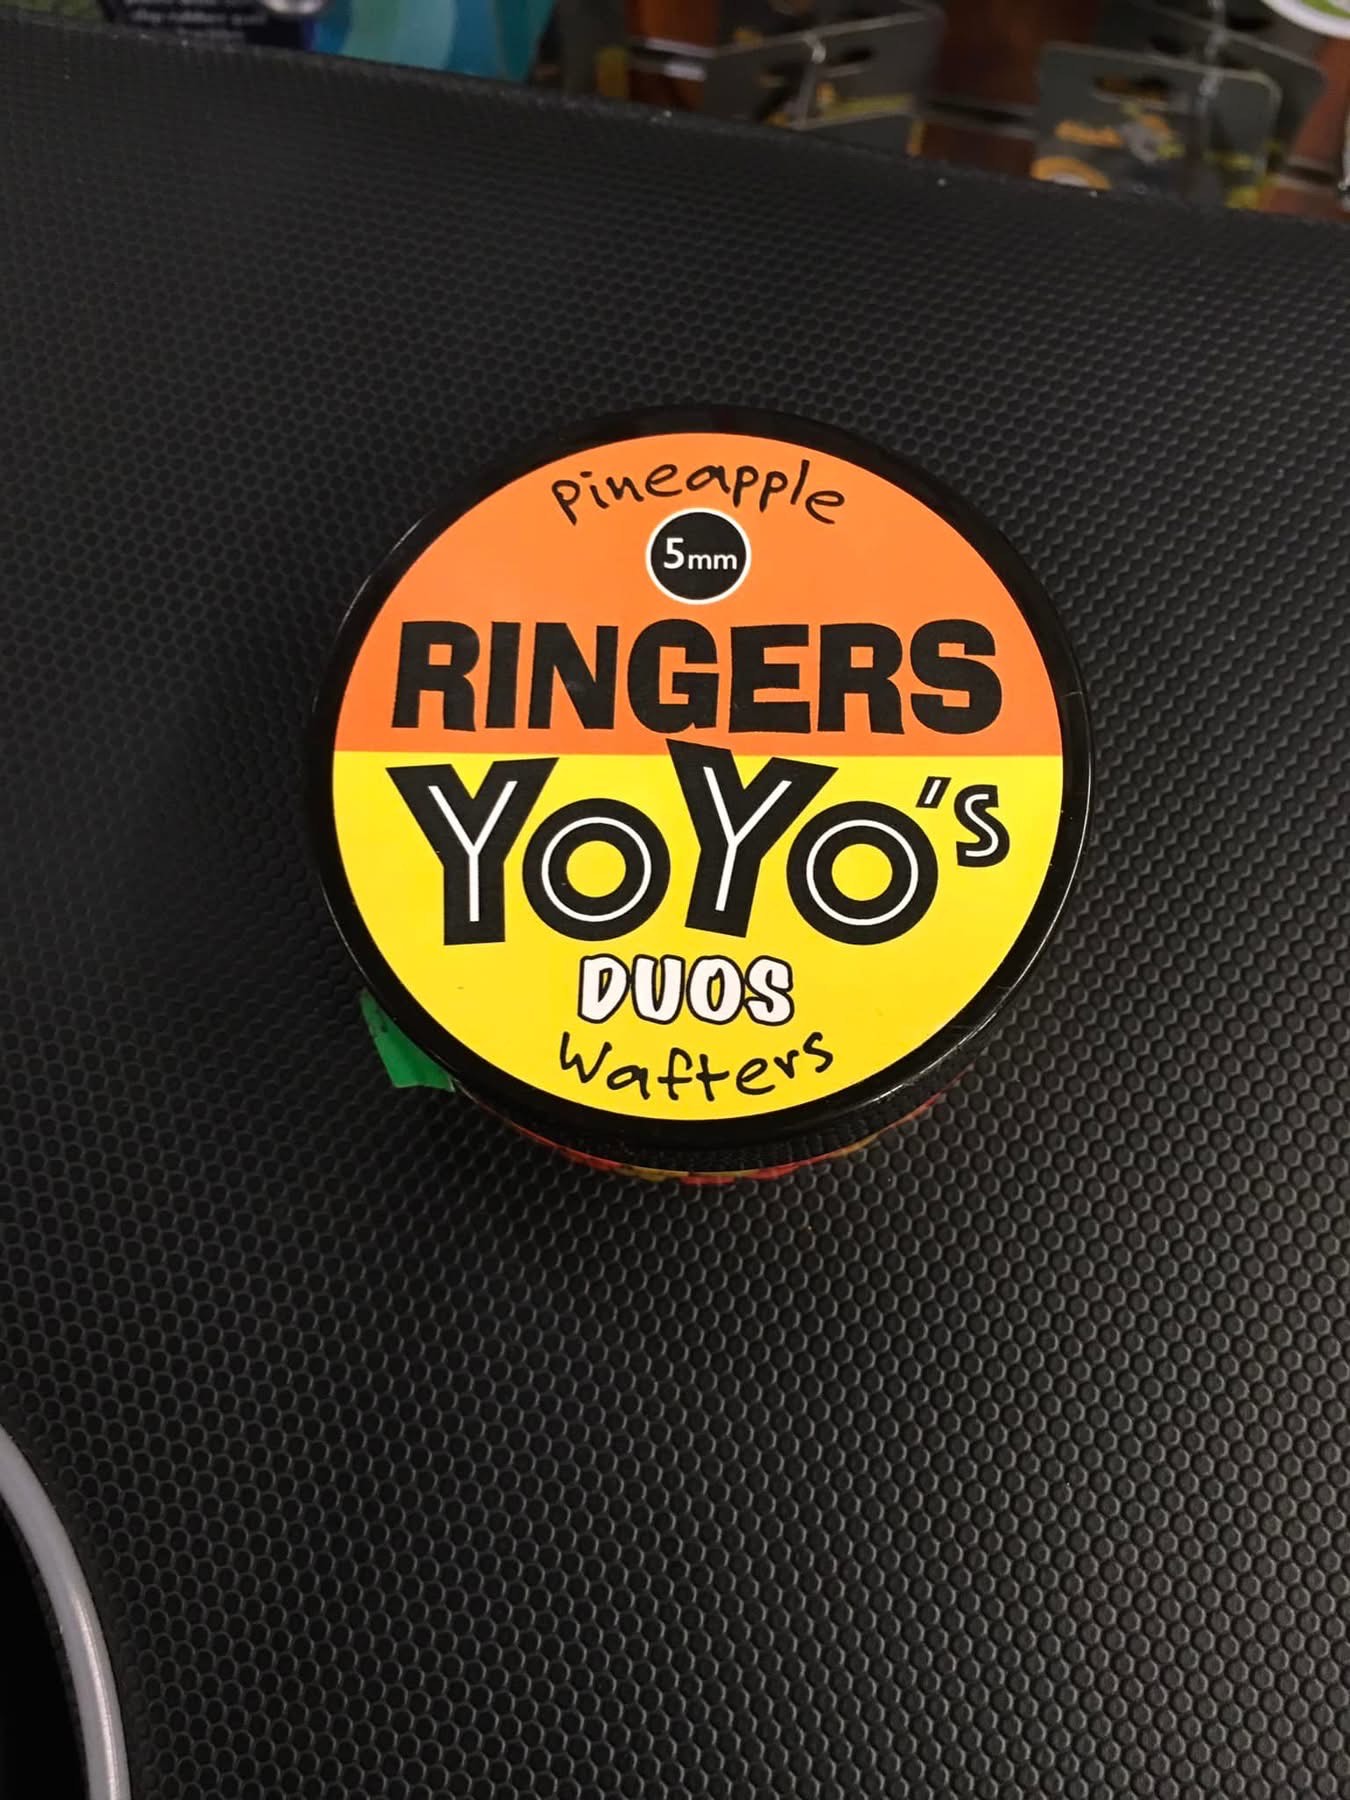 pineapple
5mm
RINGERS
YoYo's
DUOS
Wafters